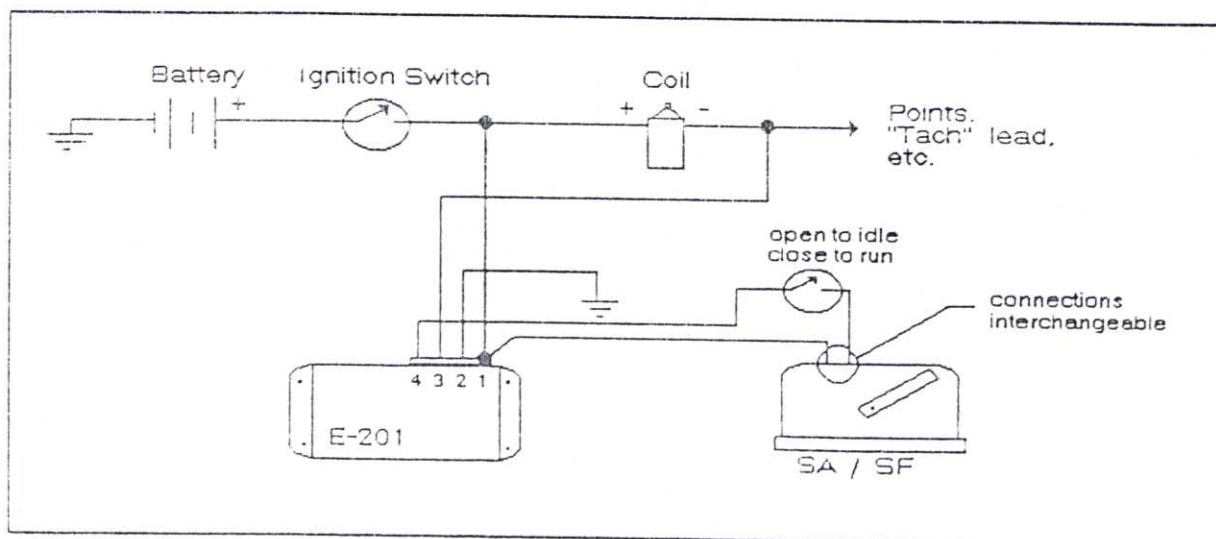 Battery
Ignition Switch
Coil
+
+ -
Points.
"Tach" lead,
etc.
open to idle
close to run
connections
interchangeable
4 3 2 1
E-201
SA / SF